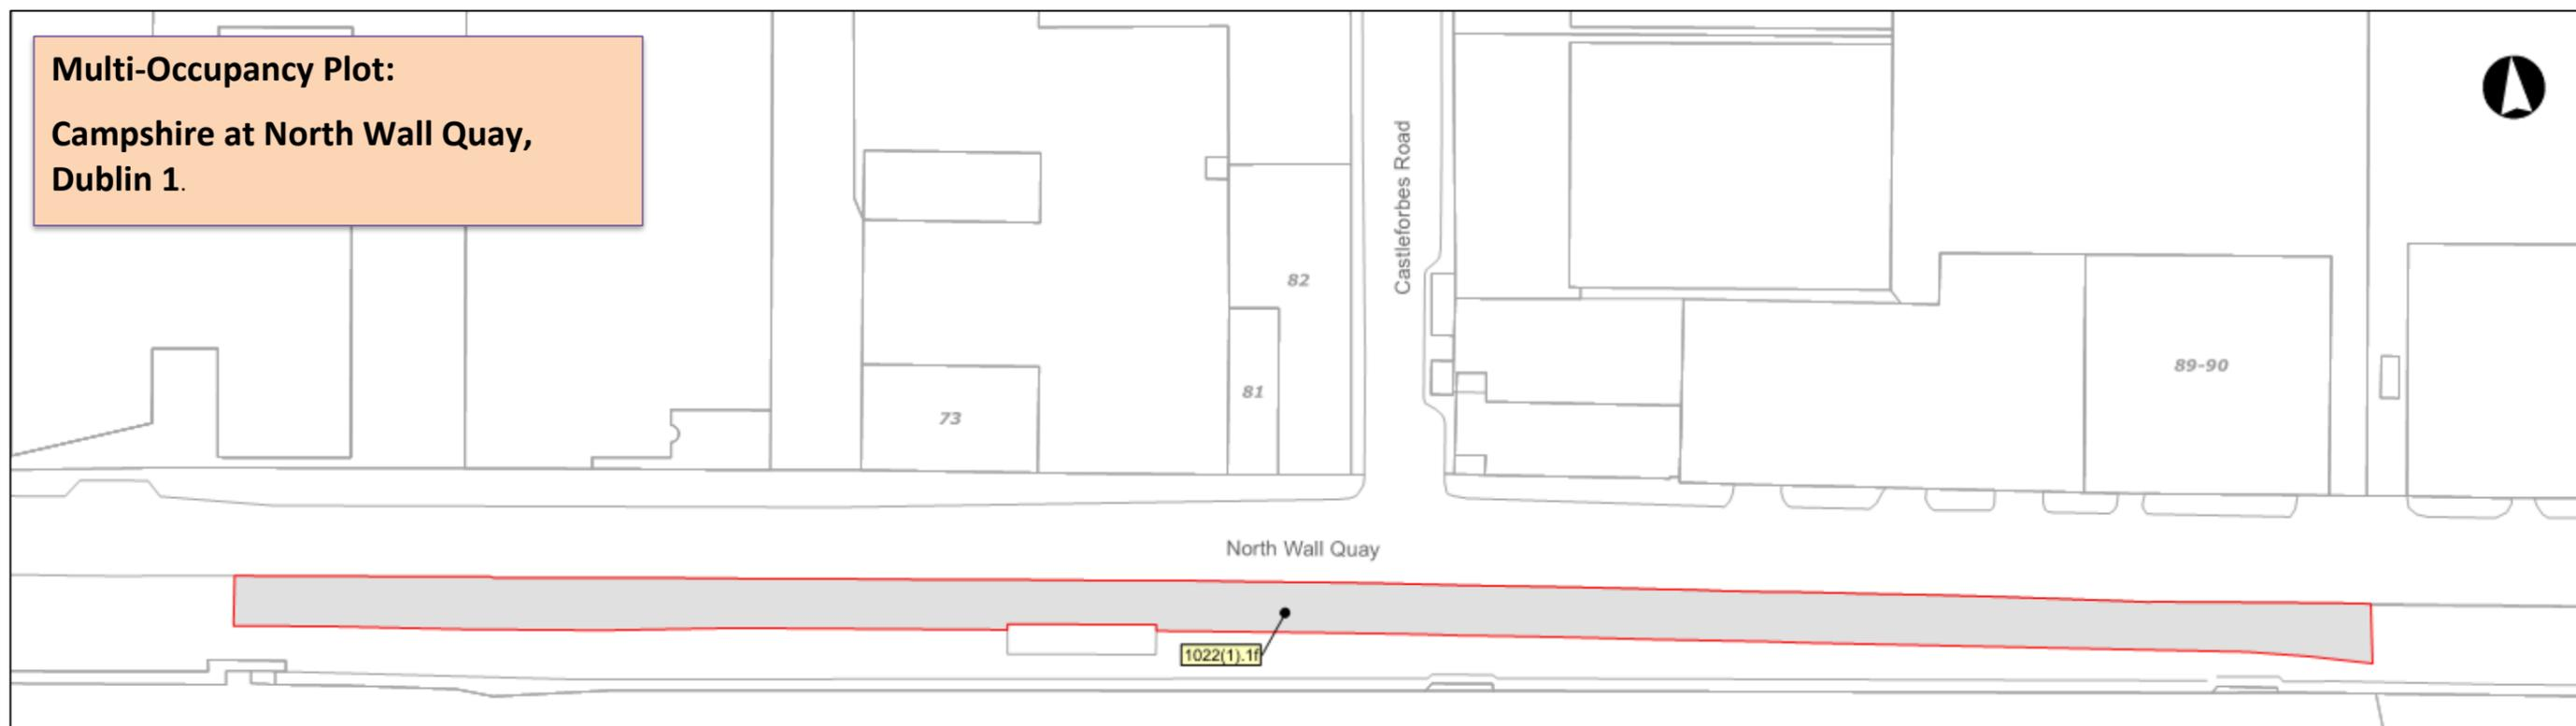 Multi-Occupancy Plot:
Campshire at North Wall Quay,
Dublin 1.
Castleforbes Road
82
81
73
89-90
North Wall Quay
1022(1).1f